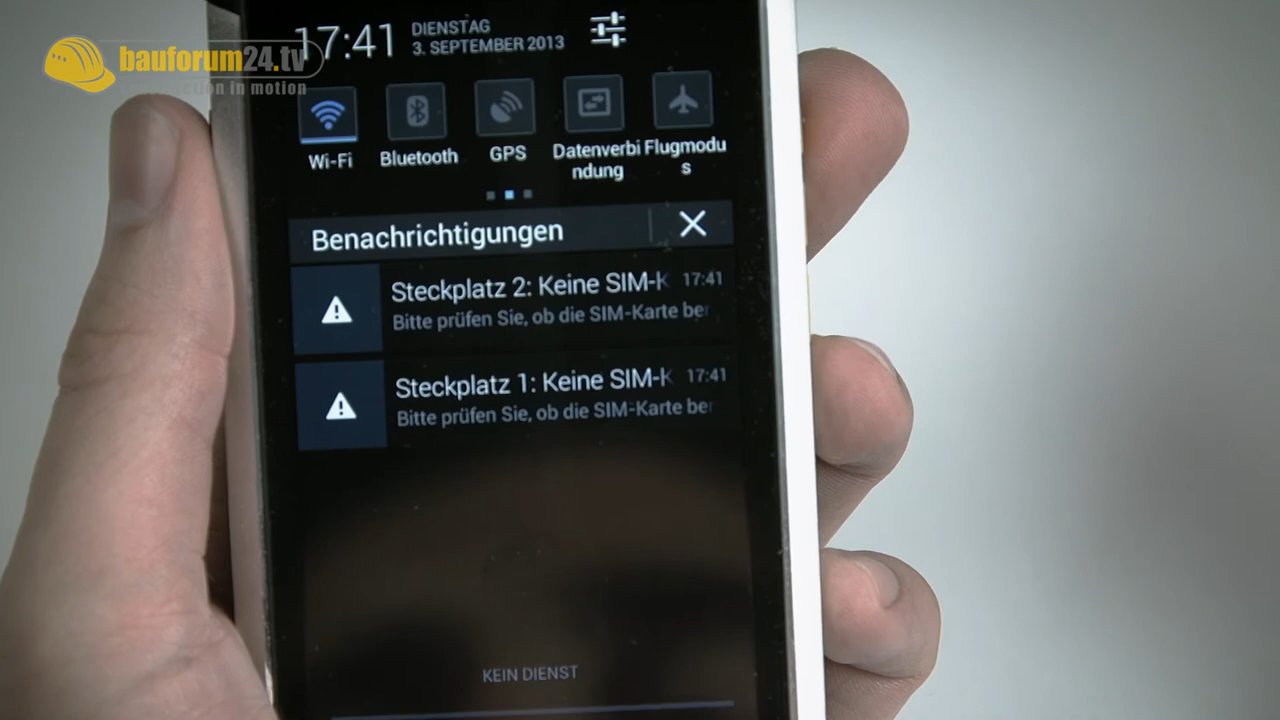 bauforum24.tv
17:41
DIENSTAG
3. SEPTEMBER 2013
Wi-Fi
Bluetooth
GPS
Datenverbi
ndung
Flugmodu
s
Benachrichtigungen
Steckplatz 2: Keine SIM-K 17:41
Bitte prüfen Sie, ob die SIM-Karte ber
Steckplatz 1: Keine SIM-K 17:41
Bitte prüfen Sie, ob die SIM-Karte ber
KEIN DIENST